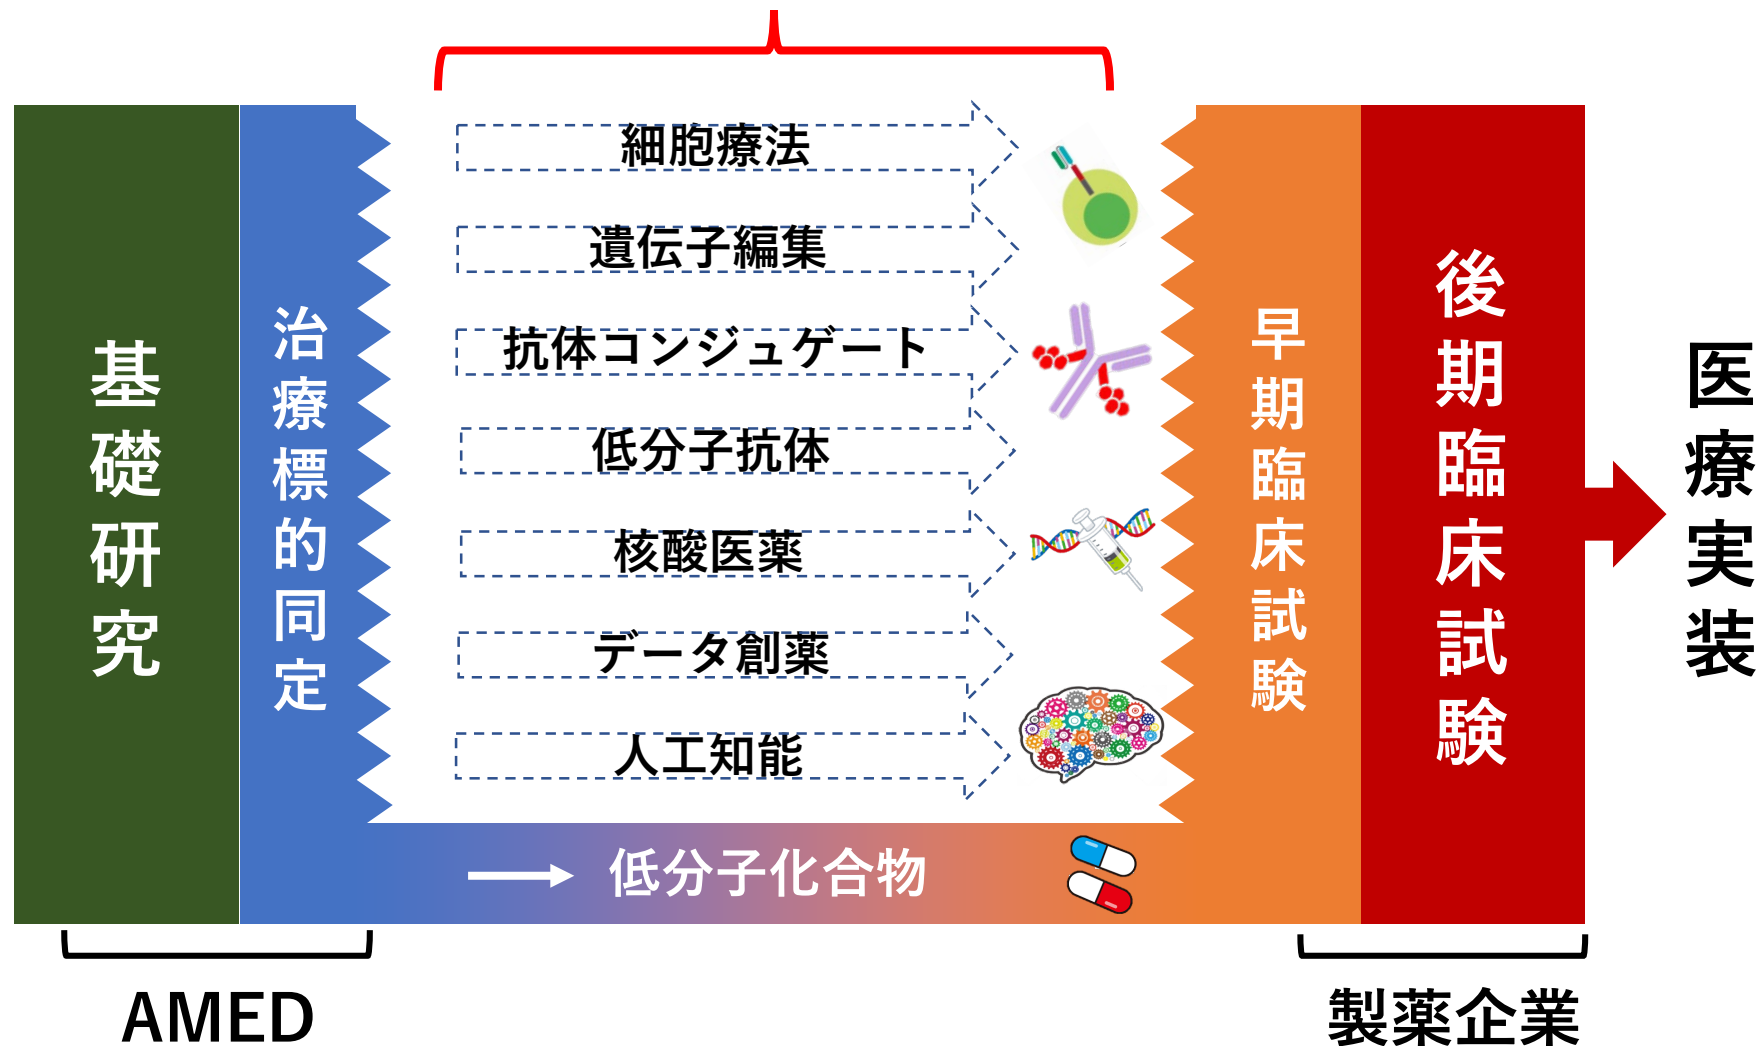 基礎研究
治療標的同定
細胞療法
遺伝子編集
抗体コンジュゲート
低分子抗体
核酸医薬
データ創薬
人工知能
低分子化合物
早期臨床試験
後期臨床試験
医療実装
AMED
製薬企業